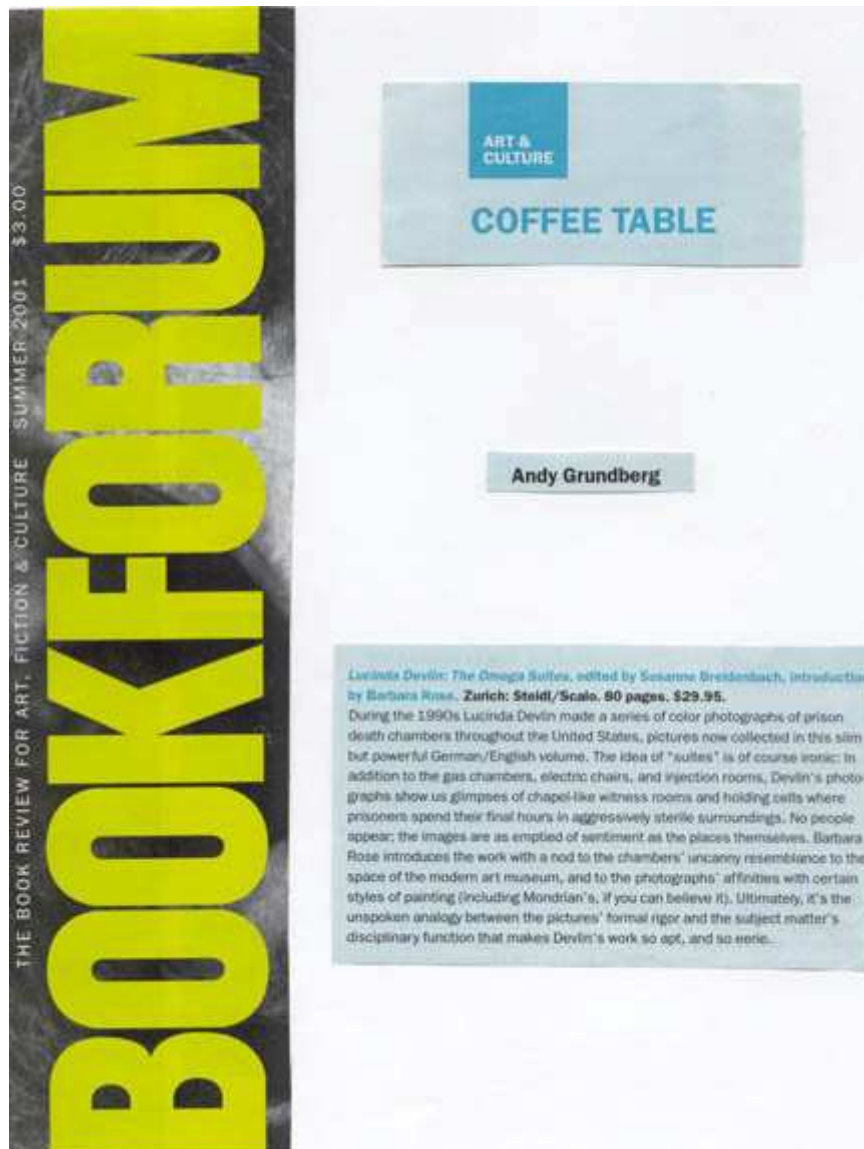 BOOKFORUM
THE BOOK REVIEW FOR ART, FICTION & CULTURE SUMMER 2001 $3.00
ART &
CULTURE
COFFEE TABLE
Andy Grundberg
Lucinda Devlin: The Omega Suites, edited by Susanne Breidenbach, introduction
by Barbara Rose. Zurich: Steidl/Scalo. 80 pages. $29.95.
During the 1990s Lucinda Devlin made a series of color photographs of prison
death chambers throughout the United States, pictures now collected in this slim
but powerful German/English volume. The idea of "suites" is of course ironic: In
addition to the gas chambers, electric chairs, and injection rooms, Devlin's photo-
graphs show us glimpses of chapel-like witness rooms and holding cells where
prisoners spend their final hours in aggressively sterile surroundings. No people
appear; the images are as emptied of sentiment as the places themselves. Barbara
Rose introduces the work with a nod to the chambers' uncanny resemblance to the
space of the modern art museum, and to the photographs' affinities with certain
styles of painting (including Mondrian's, if you can believe it). Ultimately, it's the
unspoken analogy between the pictures' formal rigor and the subject matter's
disciplinary function that makes Devlin's work so apt, and so eerie.